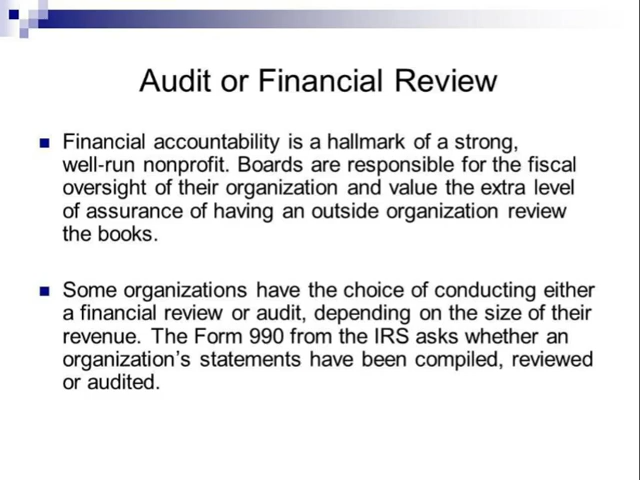 Audit or Financial Review
Financial accountability is a hallmark of a strong,
well-run nonprofit. Boards are responsible for the fiscal
oversight of their organization and value the extra level
of assurance of having an outside organization review
the books.
Some organizations have the choice of conducting either
a financial review or audit, depending on the size of their
revenue. The Form 990 from the IRS asks whether an
organization's statements have been compiled, reviewed
or audited.